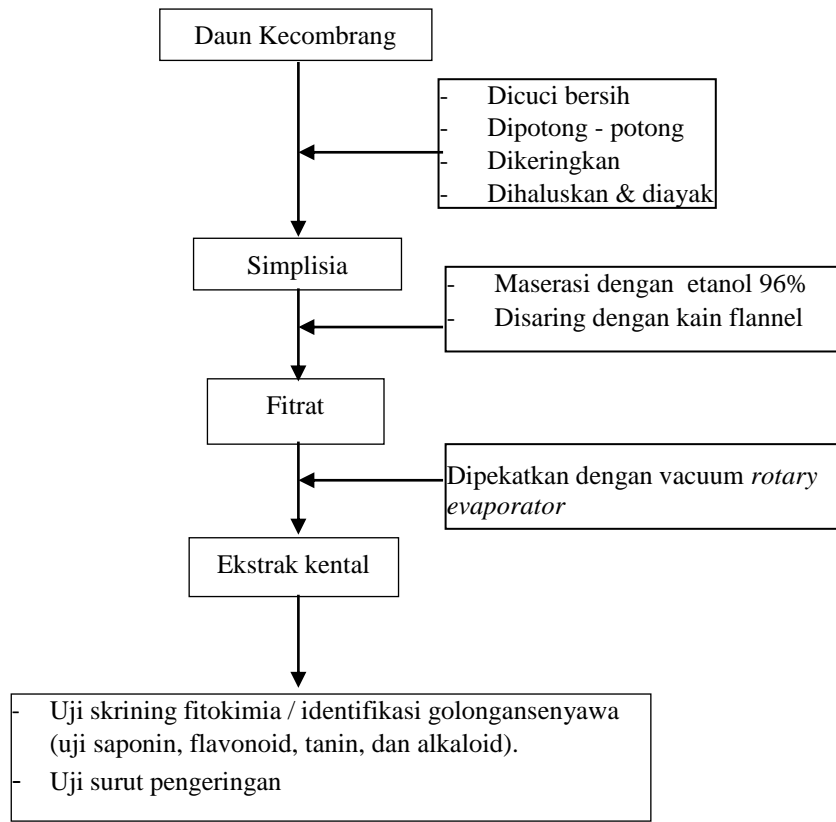 Daun Kecombrang
- Dicuci bersih
- Dipotong - potong
- Dikeringkan
- Dihaluskan & diayak
Simplisia
- Maserasi dengan etanol 96%
- Disaring dengan kain flannel
Fitrat
Dipekatkan dengan vacuum rotary
evaporator
Ekstrak kental
- Uji skrining fitokimia / identifikasi golongansenyawa
(uji saponin, flavonoid, tanin, dan alkaloid).
- Uji surut pengeringan